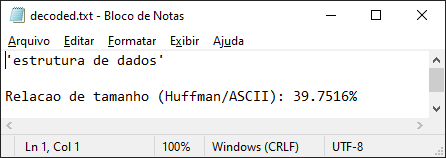 decoded.txt - Bloco de Notas
Arquivo Editar Formatar Exibir Ajuda
'estrutura de dados'
Relacao de tamanho (Huffman/ASCII): 39.7516%
Ln 1, Col 1 100% Windows (CRLF) UTF-8